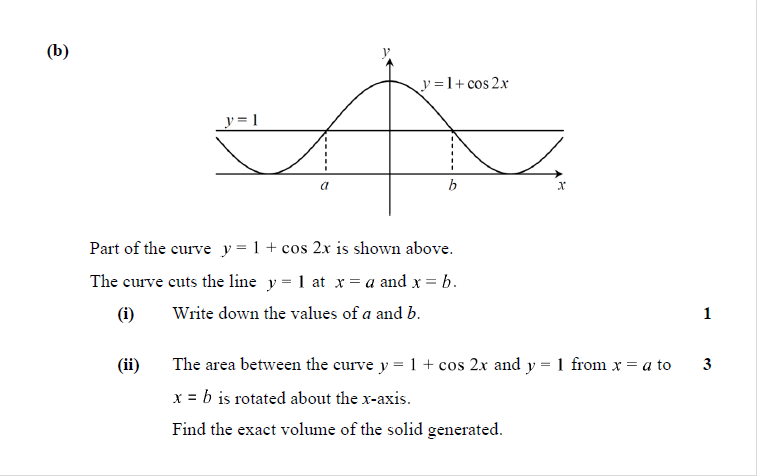 (b)
y
y = 1 + cos 2x
y = 1
a
b
x
Part of the curve y = 1 + cos 2x is shown above.
The curve cuts the line y = 1 at x = a and x = b.
(i) Write down the values of a and b. 1
(ii) The area between the curve y = 1 + cos 2x and y = 1 from x = a to 3
x = b is rotated about the x-axis.
Find the exact volume of the solid generated.